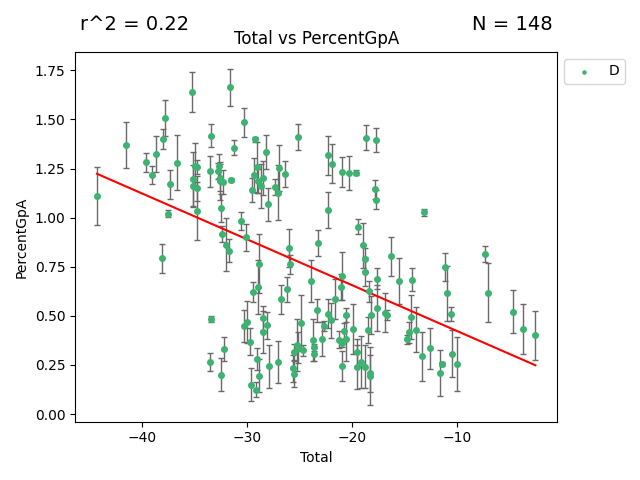 r^2 = 0.22
N = 148
Total vs PercentGpA
D
PercentGpA
1.75
1.50
1.25
1.00
0.75
0.50
0.25
0.00
−40
−30
−20
−10
Total